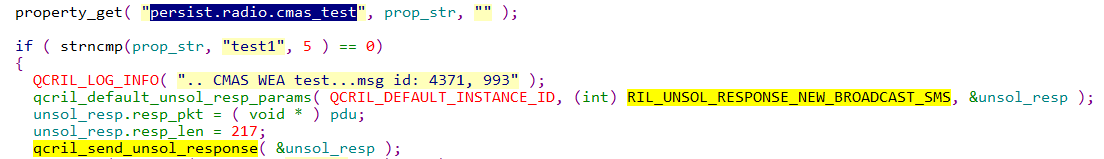 property_get( "persist.radio.cmas_test", prop_str, "" );
if ( strncmp(prop_str, "test1", 5 ) == 0)
{
QCRIL_LOG_INFO( ".. CMAS WEA test...msg id: 4371, 993" );
qcril_default_unsol_resp_params( QCRIL_DEFAULT_INSTANCE_ID, (int) RIL_UNSOL_RESPONSE_NEW_BROADCAST_SMS, &unsol_resp );
unsol_resp.resp_pkt = ( void * ) pdu;
unsol_resp.resp_len = 217;
qcril_send_unsol_response( &unsol_resp );